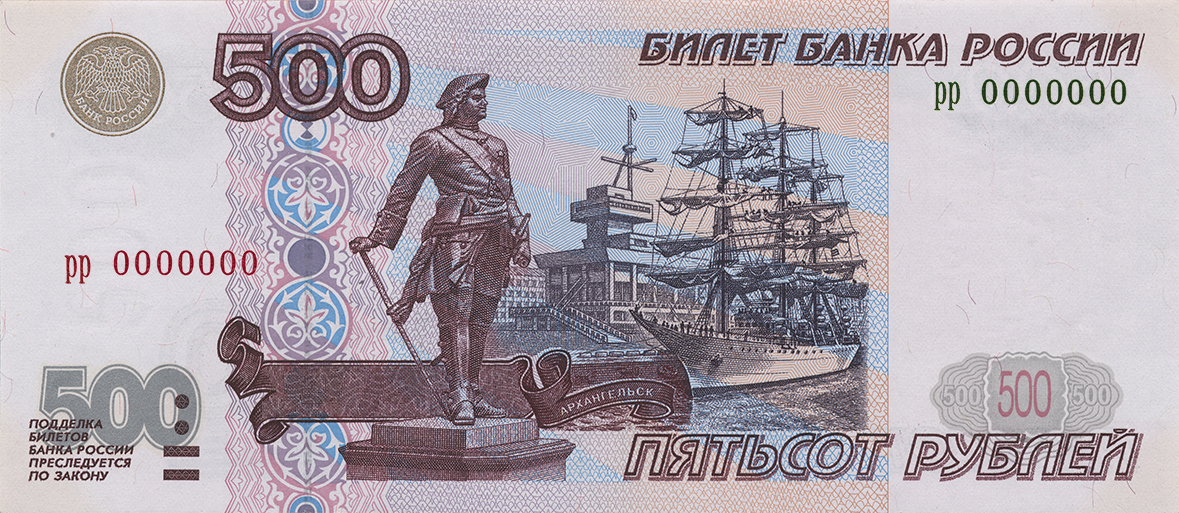 500
БИЛЕТ БАНКА РОССИИ
БАНК РОССИИ
рр 0000000
рр 0000000
АРХАНГЕЛЬСК
500
500 500 500
ПОДДЕЛКА
БИЛЕТОВ
БАНКА РОССИИ
ПРЕСЛЕДУЕТСЯ
ПО ЗАКОНУ
ПЯТЬСОТ РУБЛЕЙ